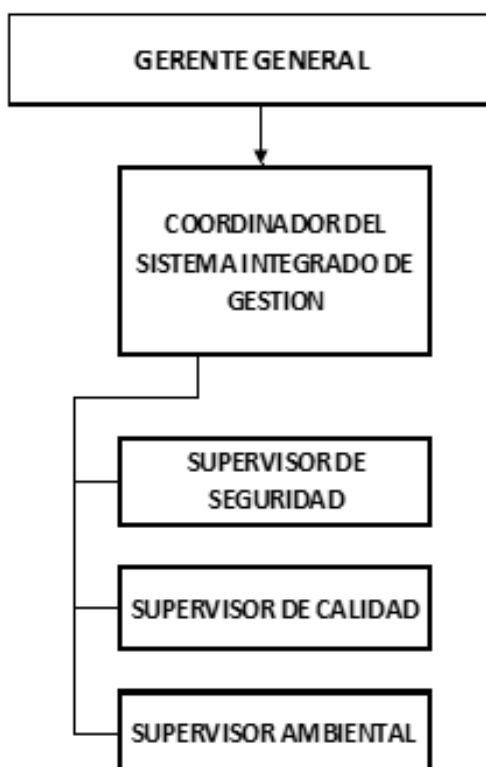 GERENTE GENERAL
COORDINADOR DEL
SISTEMA INTEGRADO DE
GESTION
SUPERVISOR DE
SEGURIDAD
SUPERVISOR DE CALIDAD
SUPERVISOR AMBIENTAL